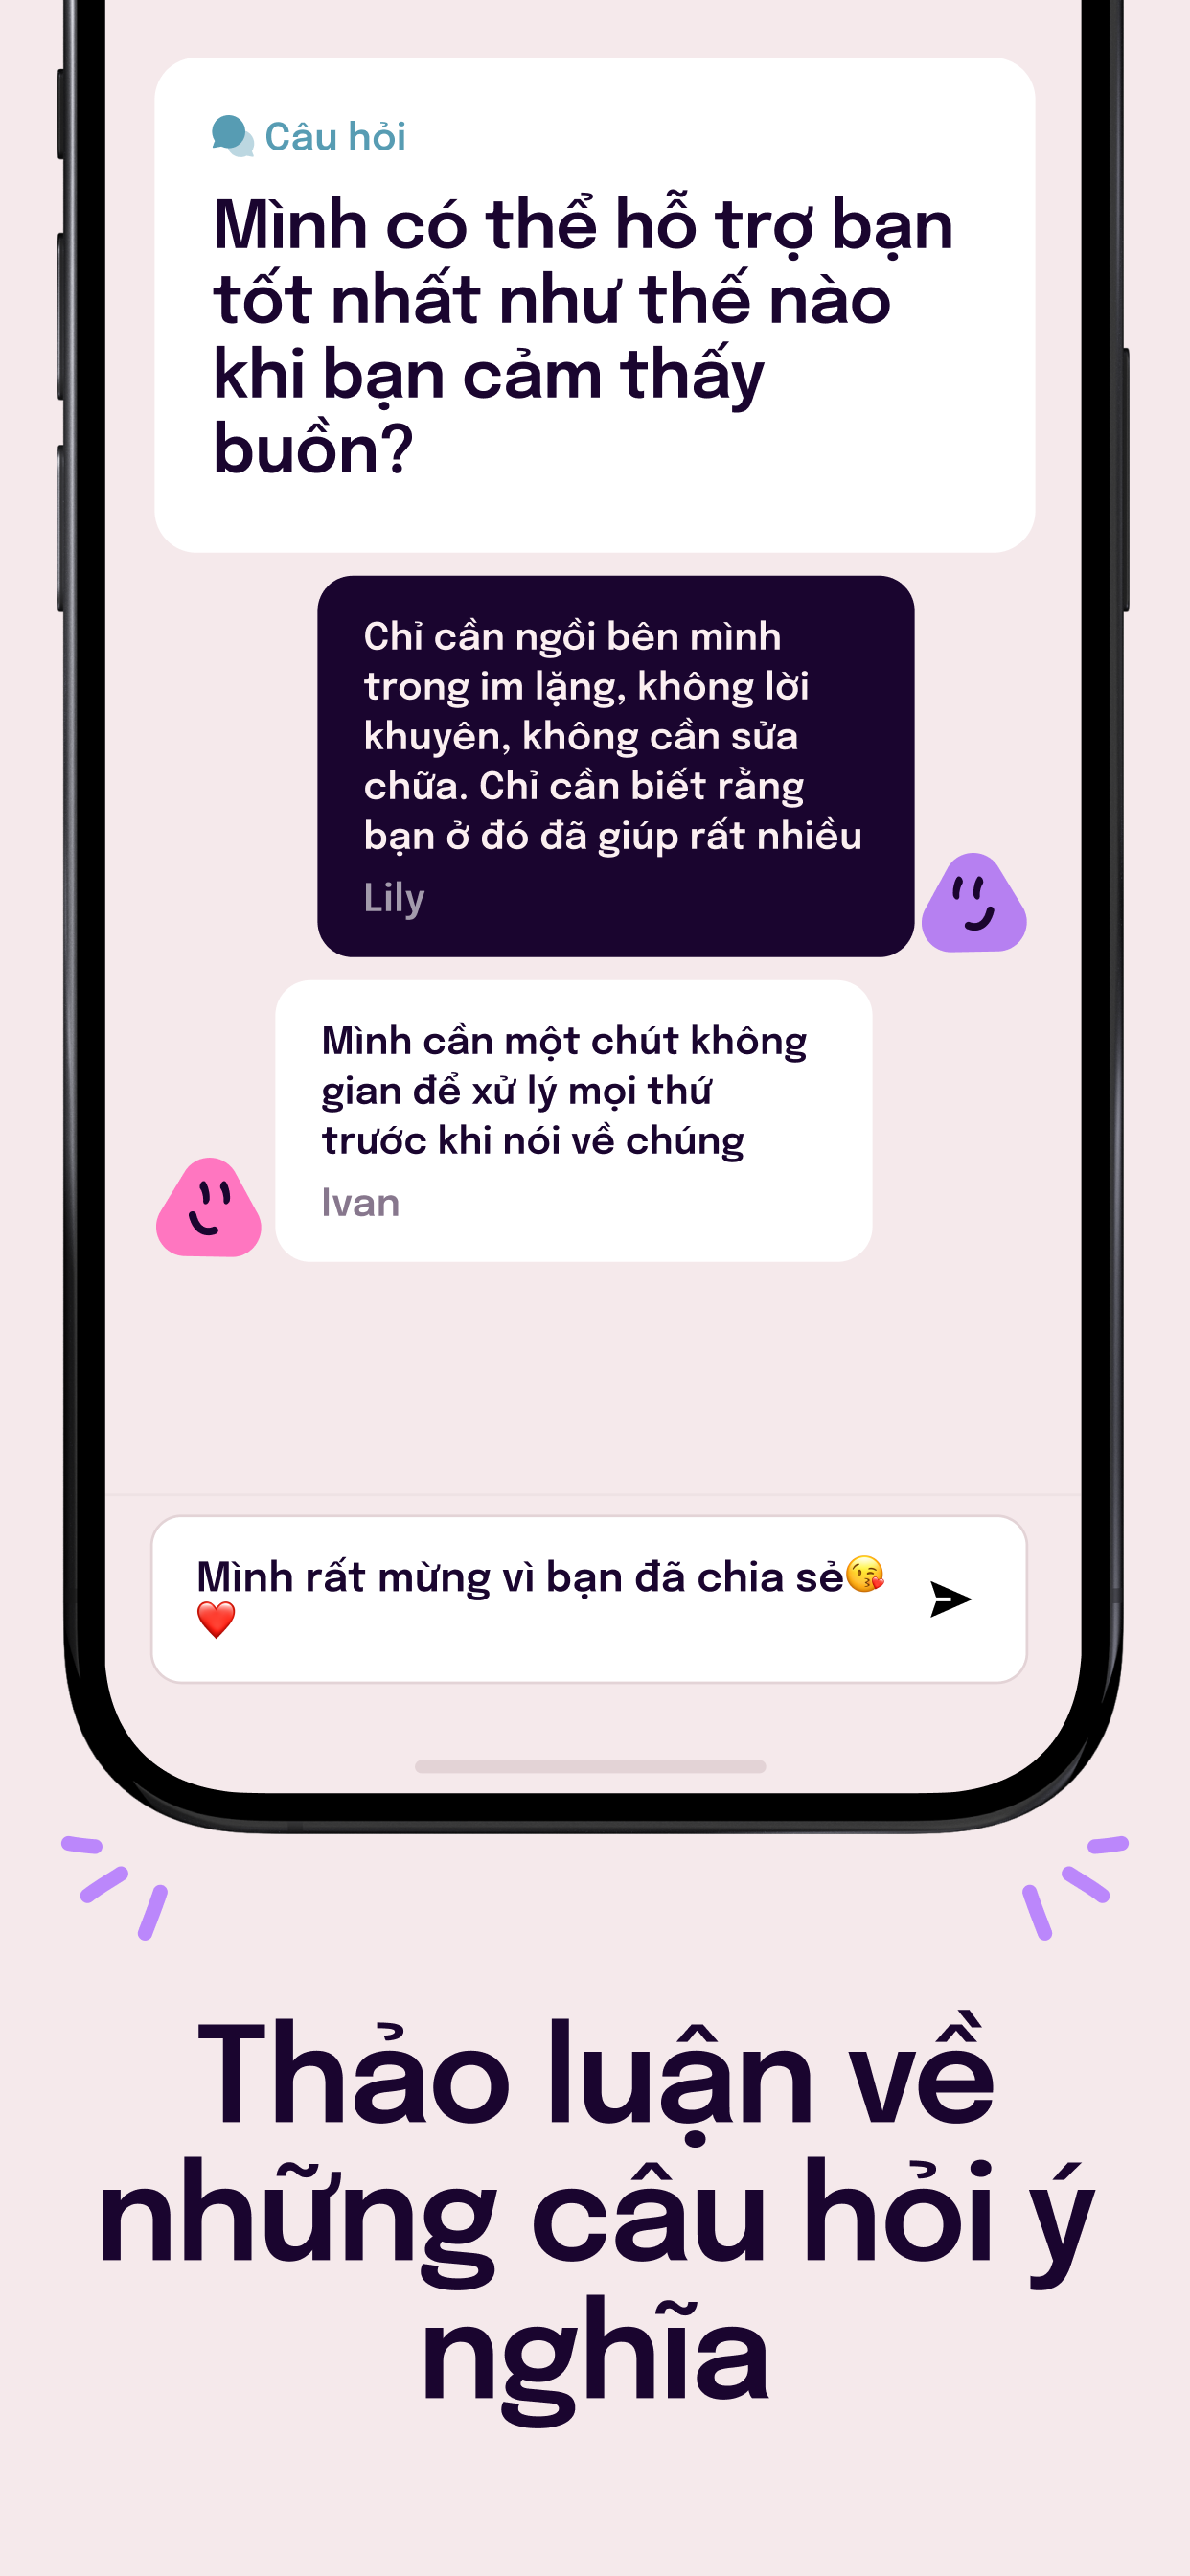 Câu hỏi
Mình có thể hỗ trợ bạn
tốt nhất như thế nào
khi bạn cảm thấy
buồn?
Chỉ cần ngồi bên mình
trong im lặng, không lời
khuyên, không cần sửa
chữa. Chỉ cần biết rằng
bạn ở đó đã giúp rất nhiều
Lily
Mình cần một chút không
gian để xử lý mọi thứ
trước khi nói về chúng
Ivan
Mình rất mừng vì bạn đã chia sẻ😘
❤️
Thảo luận về
những câu hỏi ý
nghĩa